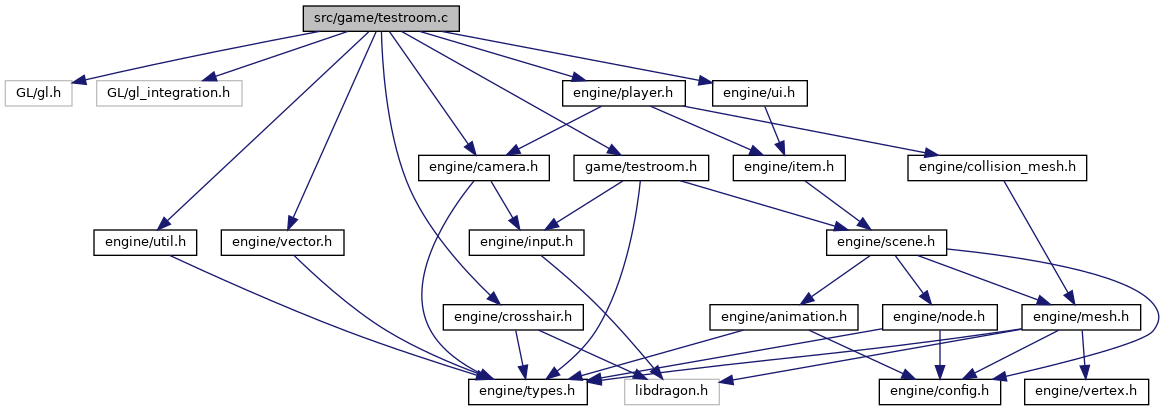 src/game/testroom.c
GL/gl.h
GL/gl_integration.h
engine/player.h
engine/ui.h
engine/camera.h
game/testroom.h
engine/item.h
engine/collision_mesh.h
engine/util.h
engine/vector.h
engine/input.h
engine/scene.h
engine/crosshair.h
engine/animation.h
engine/node.h
engine/mesh.h
engine/types.h
libdragon.h
engine/config.h
engine/vertex.h